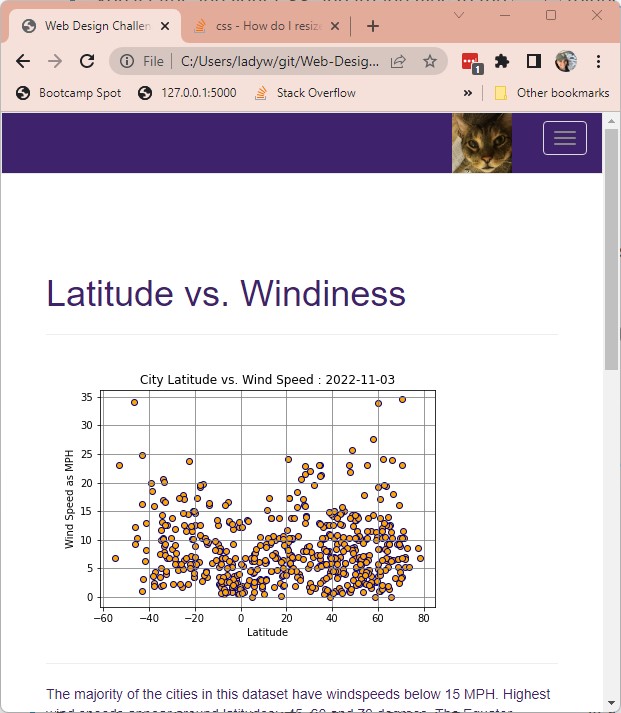 Web Design Challen
css - How do I resize
File
C:/Users/ladyw/git/Web-Desig...
1
Bootcamp Spot
127.0.0.1:5000
Stack Overflow
»
Other bookmarks
Latitude vs. Windiness
City Latitude vs. Wind Speed : 2022-11-03
35
30
25
20
15
10
5
0
Wind Speed as MPH
−60
−40
−20
0
20
40
60
80
Latitude
The majority of the cities in this dataset have windspeeds below 15 MPH. Highest